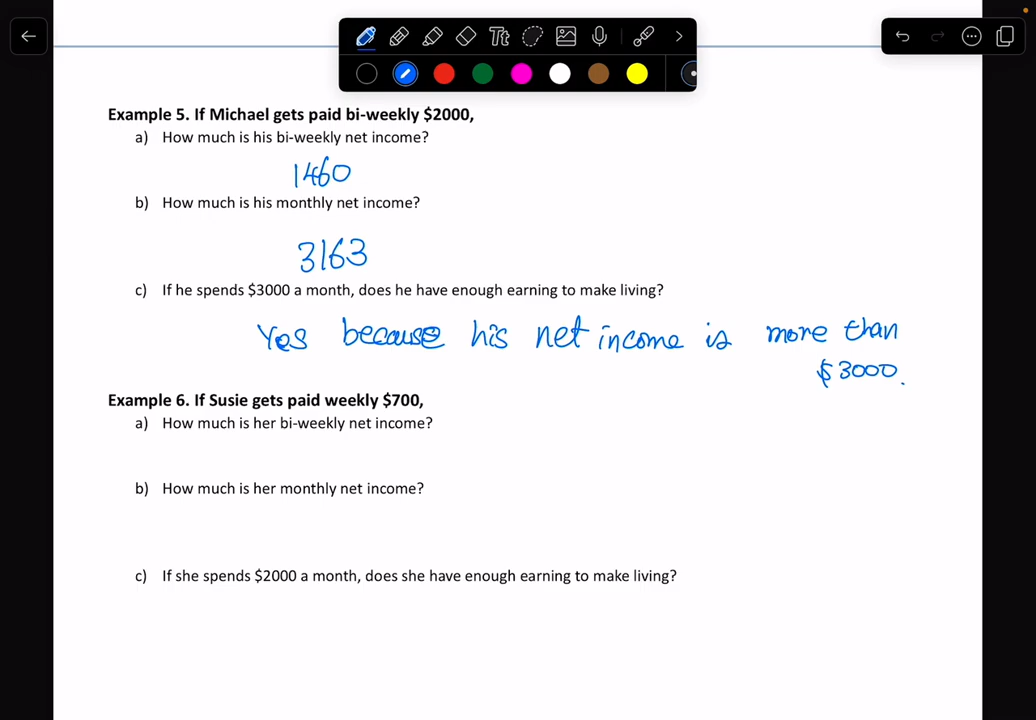 Tt
Example 5. If Michael gets paid bi-weekly $2000,
a) How much is his bi-weekly net income?
1460
b) How much is his monthly net income?
3163
c) If he spends $3000 a month, does he have enough earning to make living?
Yes because his net income is more than
$3000.
Example 6. If Susie gets paid weekly $700,
a) How much is her bi-weekly net income?
b) How much is her monthly net income?
c) If she spends $2000 a month, does she have enough earning to make living?